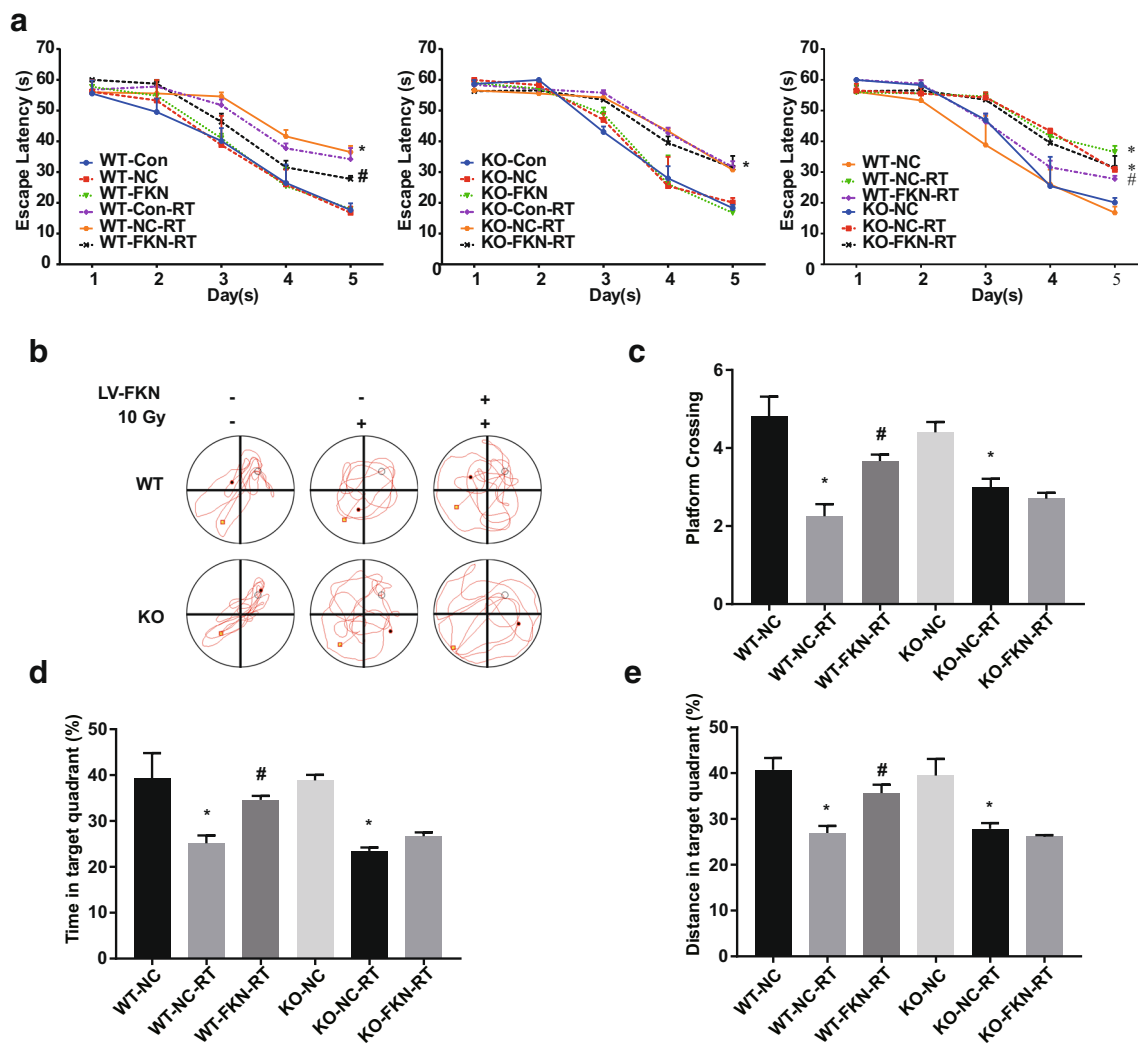 a
Escape Latency (s)
70
60
50
40
30
20
10
0
WT-Con
WT-NC
WT-FKN
WT-Con-RT
WT-NC-RT
WT-FKN-RT
*
#
1 2 3 4 5
Day(s)
Escape Latency (s)
70
60
50
40
30
20
10
0
KO-Con
KO-NC
KO-FKN
KO-Con-RT
KO-NC-RT
KO-FKN-RT
*
1 2 3 4 5
Day(s)
Escape Latency (s)
70
60
50
40
30
20
10
0
WT-NC
WT-NC-RT
WT-FKN-RT
KO-NC
KO-NC-RT
KO-FKN-RT
*
*
#
1 2 3 4 5
Day(s)
b
LV-FKN - - +
10 Gy - + +
WT
KO
c
Platform Crossing
6
4
2
0
* # *
WT-NC WT-NC-RT WT-FKN-RT KO-NC KO-NC-RT KO-FKN-RT
d
Time in target quadrant (%)
50
40
30
20
10
0
* # *
WT-NC WT-NC-RT WT-FKN-RT KO-NC KO-NC-RT KO-FKN-RT
e
Distance in target quadrant (%)
50
40
30
20
10
0
* # *
WT-NC WT-NC-RT WT-FKN-RT KO-NC KO-NC-RT KO-FKN-RT